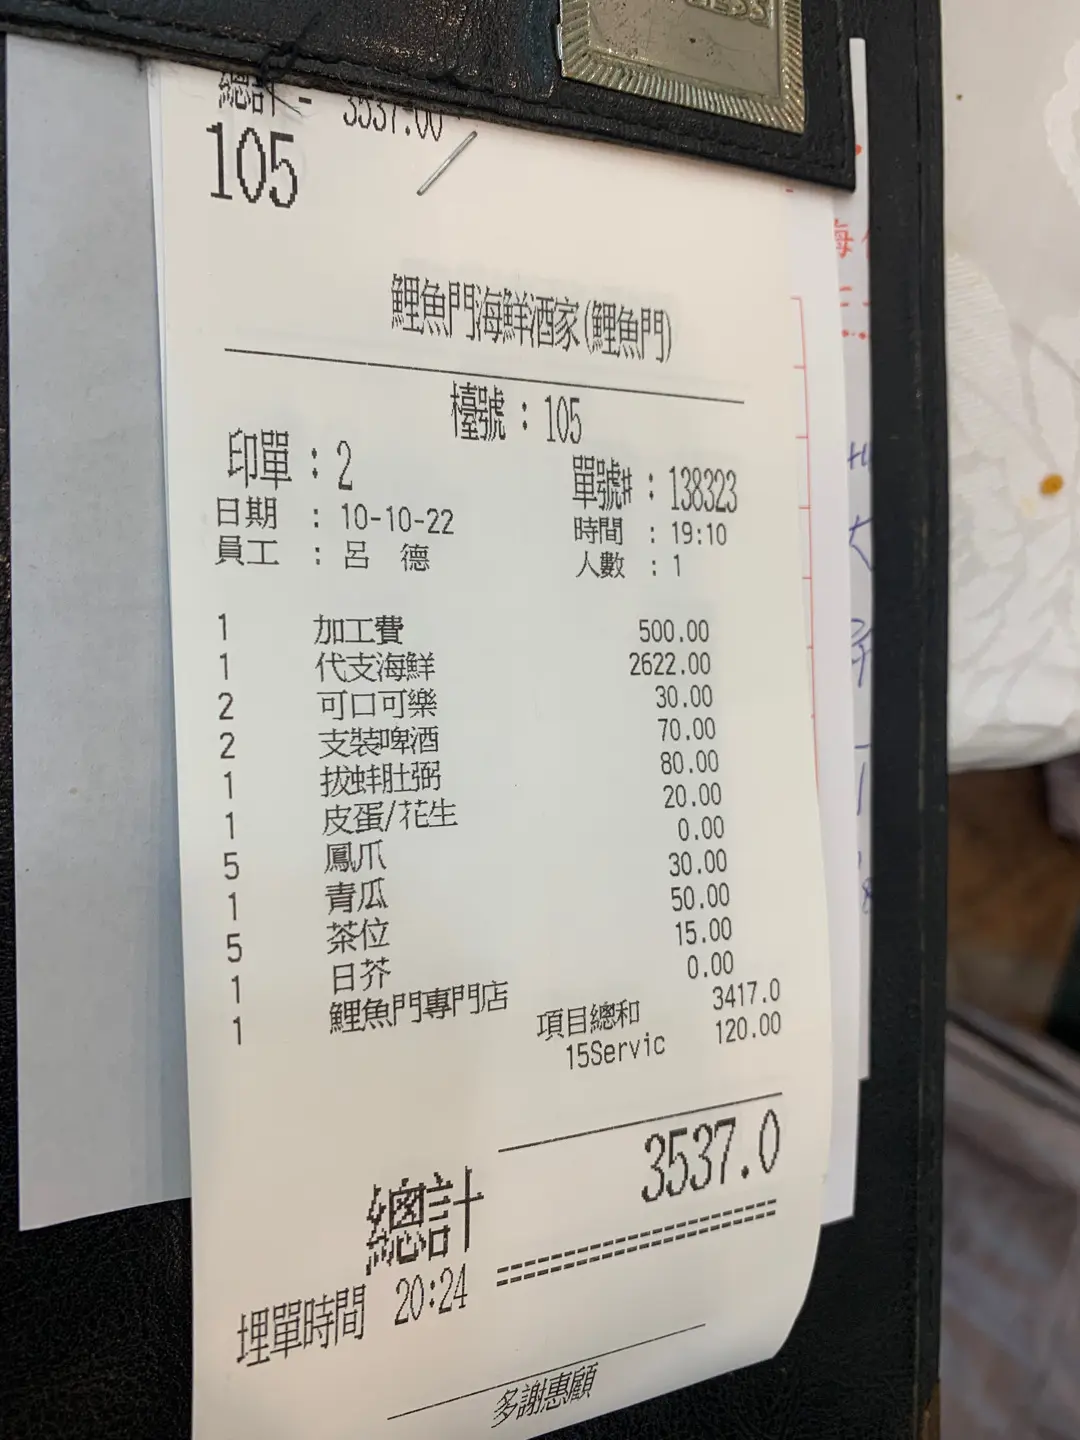 總計 - 3537.00
105
鯉魚門海鮮酒家(鯉魚門)
檯號 : 105
印單 : 2 單號# : 138323
日期 : 10-10-22 時間 : 19:10
員工 : 呂 德 人數 : 1
1 加工費 500.00
1 代支海鮮 2622.00
2 可口可樂 30.00
2 支裝啤酒 70.00
1 拔蚌肚粥 80.00
1 皮蛋/花生 20.00
5 鳳爪 0.00
1 青瓜 30.00
5 茶位 50.00
1 日芥 15.00
1 鯉魚門專門店 0.00
項目總和 3417.0
15Servic 120.00
總計 3537.0
埋單時間 20:24
多謝惠顧